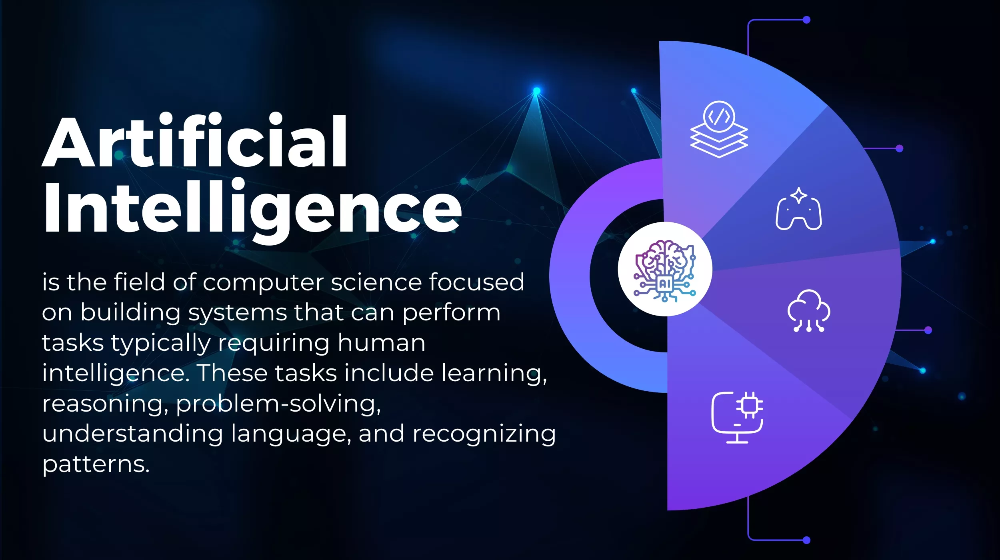 Artificial
Intelligence
is the field of computer science focused
on building systems that can perform
tasks typically requiring human
intelligence. These tasks include learning,
reasoning, problem-solving,
understanding language, and recognizing
patterns.
AI